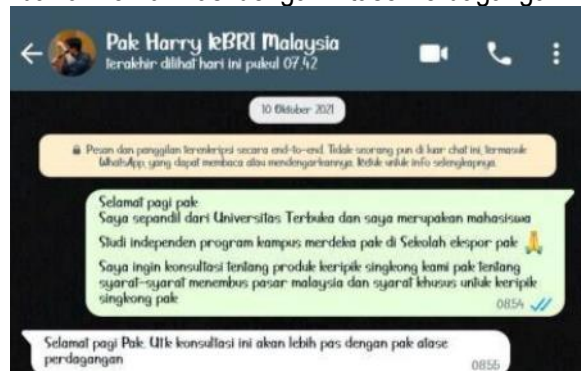 Pak Harry kBRI Malaysia
terakhir dilihat hari ini pukul 07.42
10 Oktober 2021
Pesan dan panggilan terenkripsi secara end-to-end. Tidak seorang pun di luar chat ini, termasuk
WhatsApp, yang dapat membaca atau mendengarkannya. Ketuk untuk info selengkapnya.
Selamat pagi pak
Saya sepandil dari Universitas Terbuka dan saya merupakan mahasiswa
Studi independen program kampus merdeka pak di Sekolah ekspor pak 🙏
Saya ingin konsultasi tentang produk keripik singkong kami pak tentang
syarat-syarat menembus pasar malaysia dan syarat khusus untuk keripik
singkong pak
08.54
Selamat pagi Pak. Utk konsultasi ini akan lebih pas dengan pak atase
perdagangan
08.55